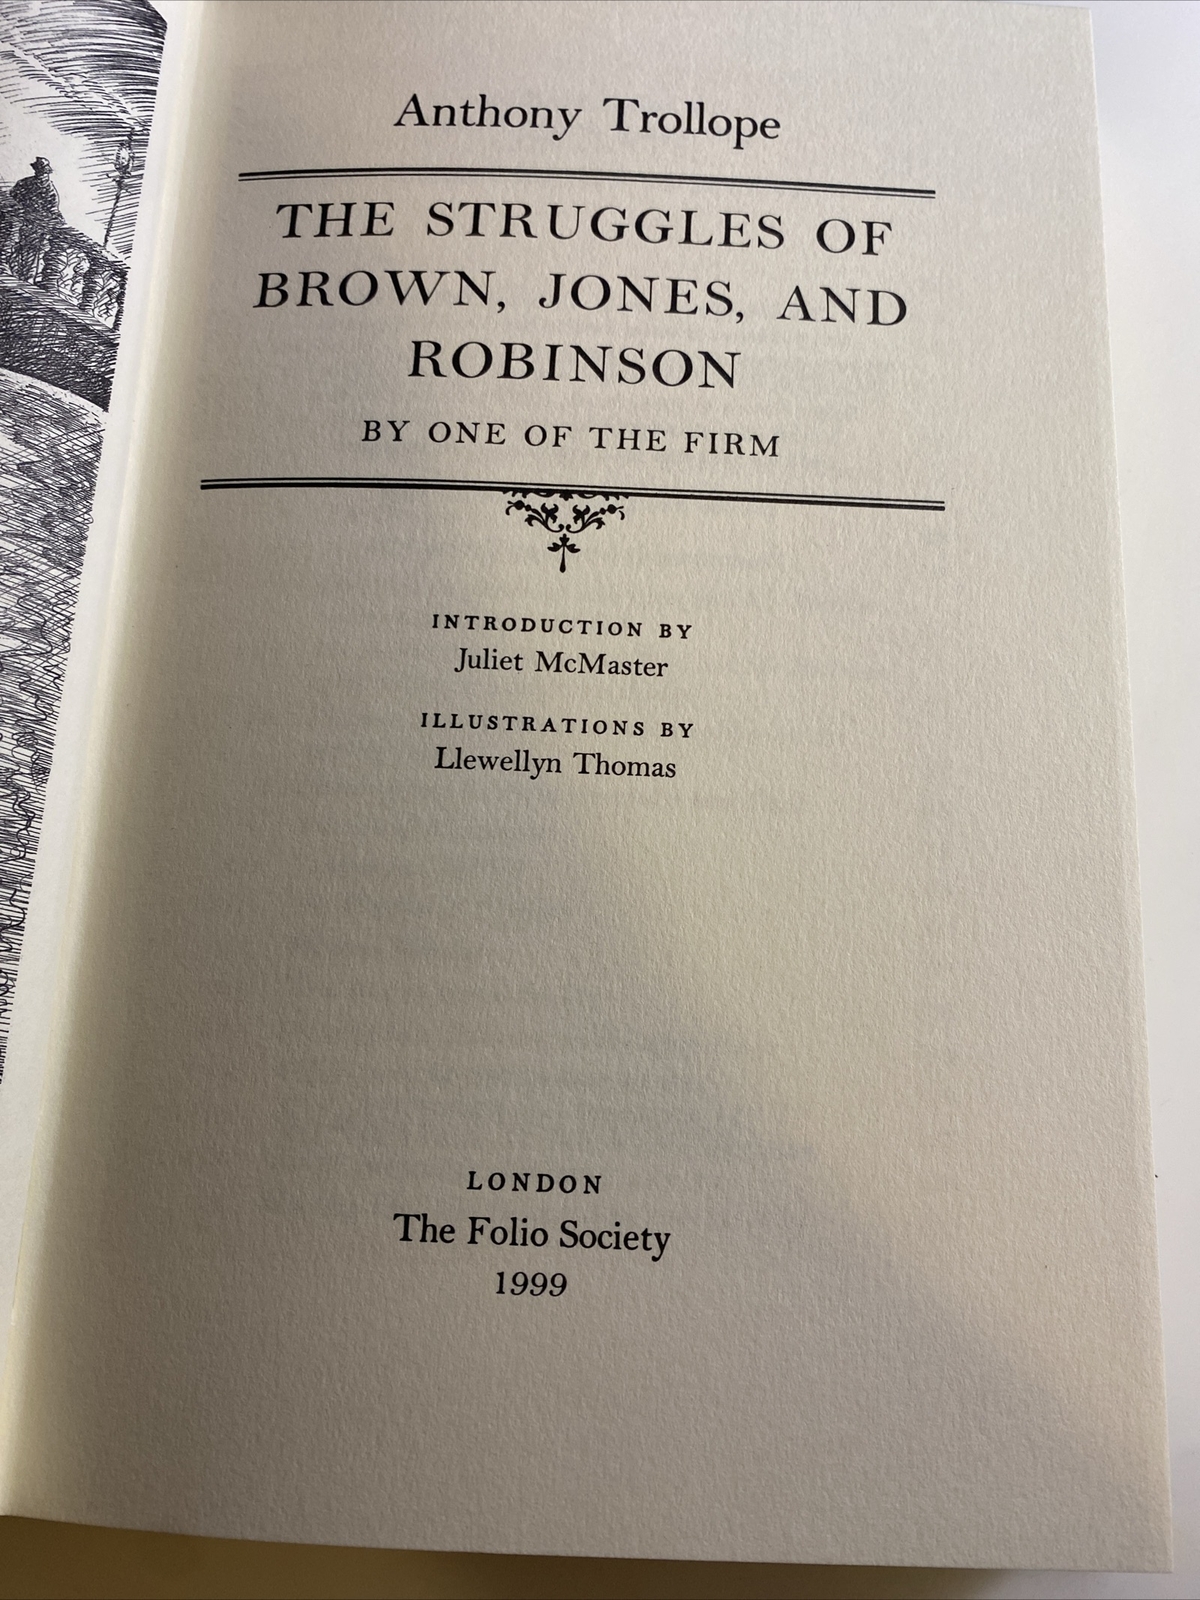 Anthony Trollope
THE STRUGGLES OF
BROWN, JONES, AND
ROBINSON
BY ONE OF THE FIRM
INTRODUCTION BY
Juliet McMaster
ILLUSTRATIONS BY
Llewellyn Thomas
LONDON
The Folio Society
1999